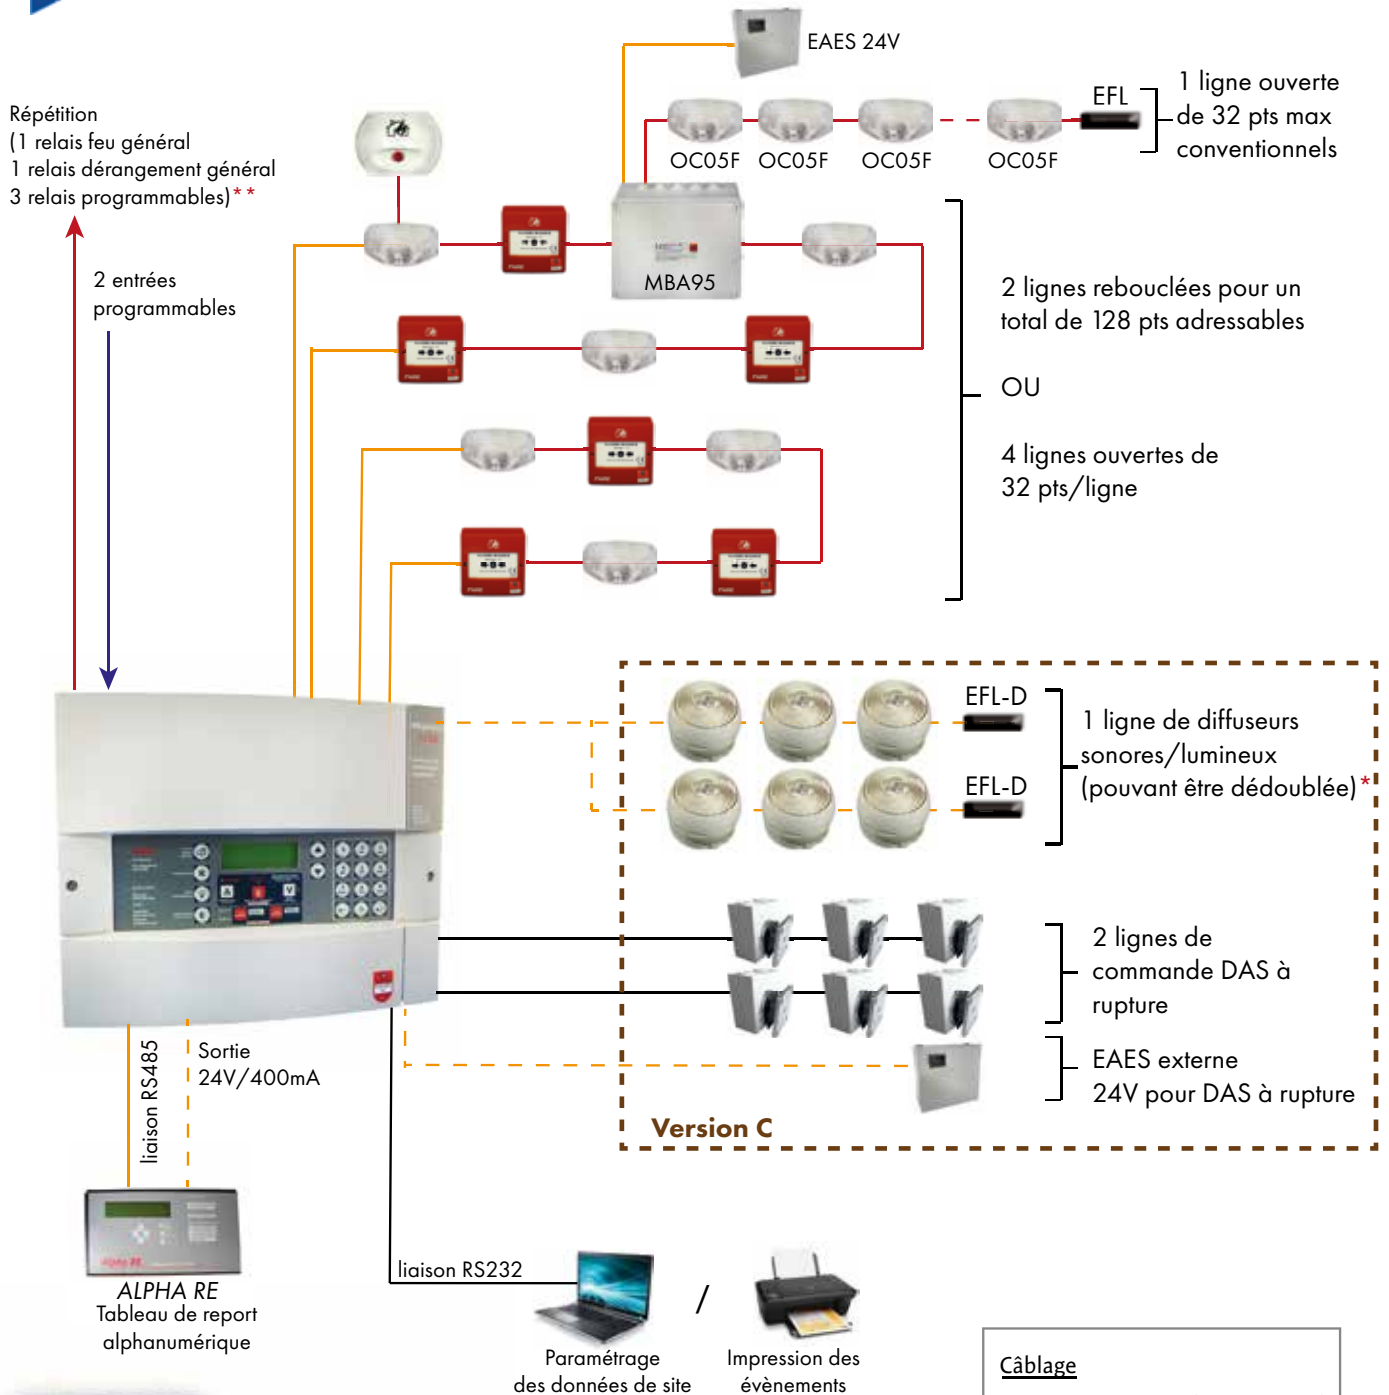 EAES 24V
EFL
1 ligne ouverte
de 32 pts max
conventionnels
OC05F OC05F OC05F OC05F
Répétition
(1 relais feu général
1 relais dérangement général
3 relais programmables)**
2 entrées
programmables
MBA95
2 lignes rebouclées pour un
total de 128 pts adressables
OU
4 lignes ouvertes de
32 pts/ligne
EFL-D
EFL-D
1 ligne de diffuseurs
sonores/lumineux
(pouvant être dédoublée)*
2 lignes de
commande DAS à
rupture
EAES externe
24V pour DAS à rupture
Version C
liaison RS485
Sortie
24V/400mA
ALPHA RE
Tableau de report
alphanumérique
liaison RS232
/
Paramétrage
des données de site
Impression des
évènements
Câblage